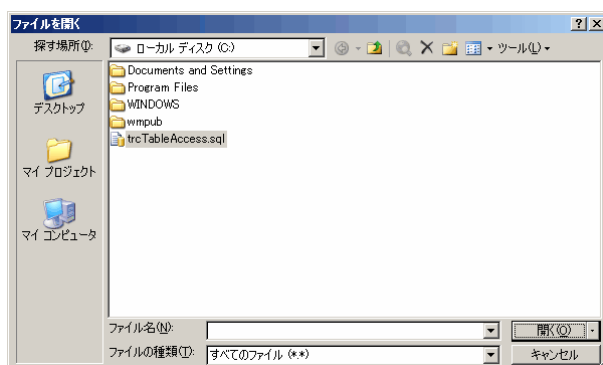 ファイルを開く
探す場所(I):
ローカル ディスク (C:)
ツール(L)
デスクトップ
マイ プロジェクト
マイ コンピュータ
Documents and Settings
Program Files
WINDOWS
wmpub
trcTableAccess.sql
ファイル名(N):
開く(O)
ファイルの種類(T):
すべてのファイル (*.*)
キャンセル